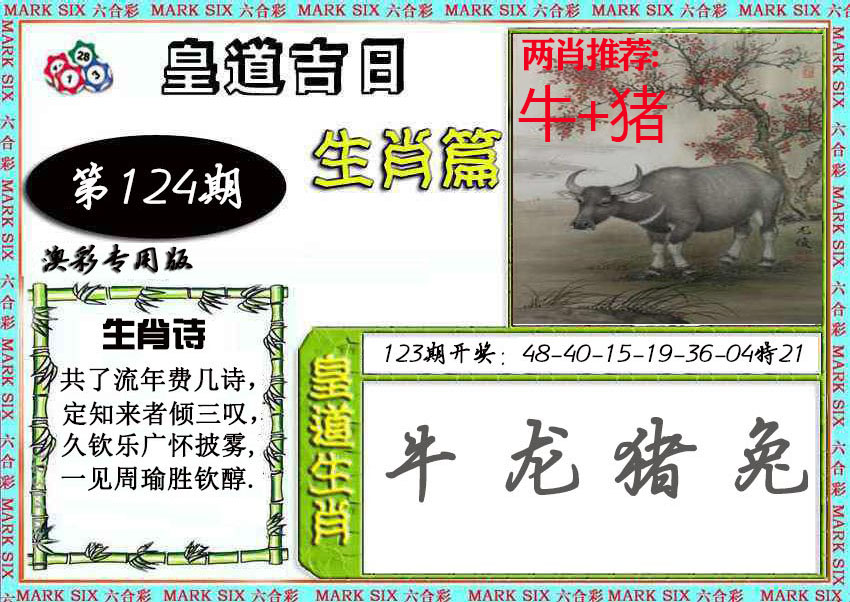 MARK SIX 六合彩 MARK SIX 六合彩 MARK SIX 六合彩 MARK SIX 六合彩 MARK SIX 六合彩 MARK SIX
28
1
3
皇道吉日
生肖篇
第124期
澳彩专用版
两肖推荐:
牛+猪
生肖诗
共了流年费几诗，
定知来者倾三叹，
久钦乐广怀披雾,
一见周瑜胜钦醇.
123期开奖：48-40-15-19-36-04特21
皇道生肖
牛 龙 猪 兔
MARK SIX 六合彩 MARK SIX 六合彩 MARK SIX 六合彩 MARK SIX 六合彩 MARK SIX 六合彩 MARK SIX